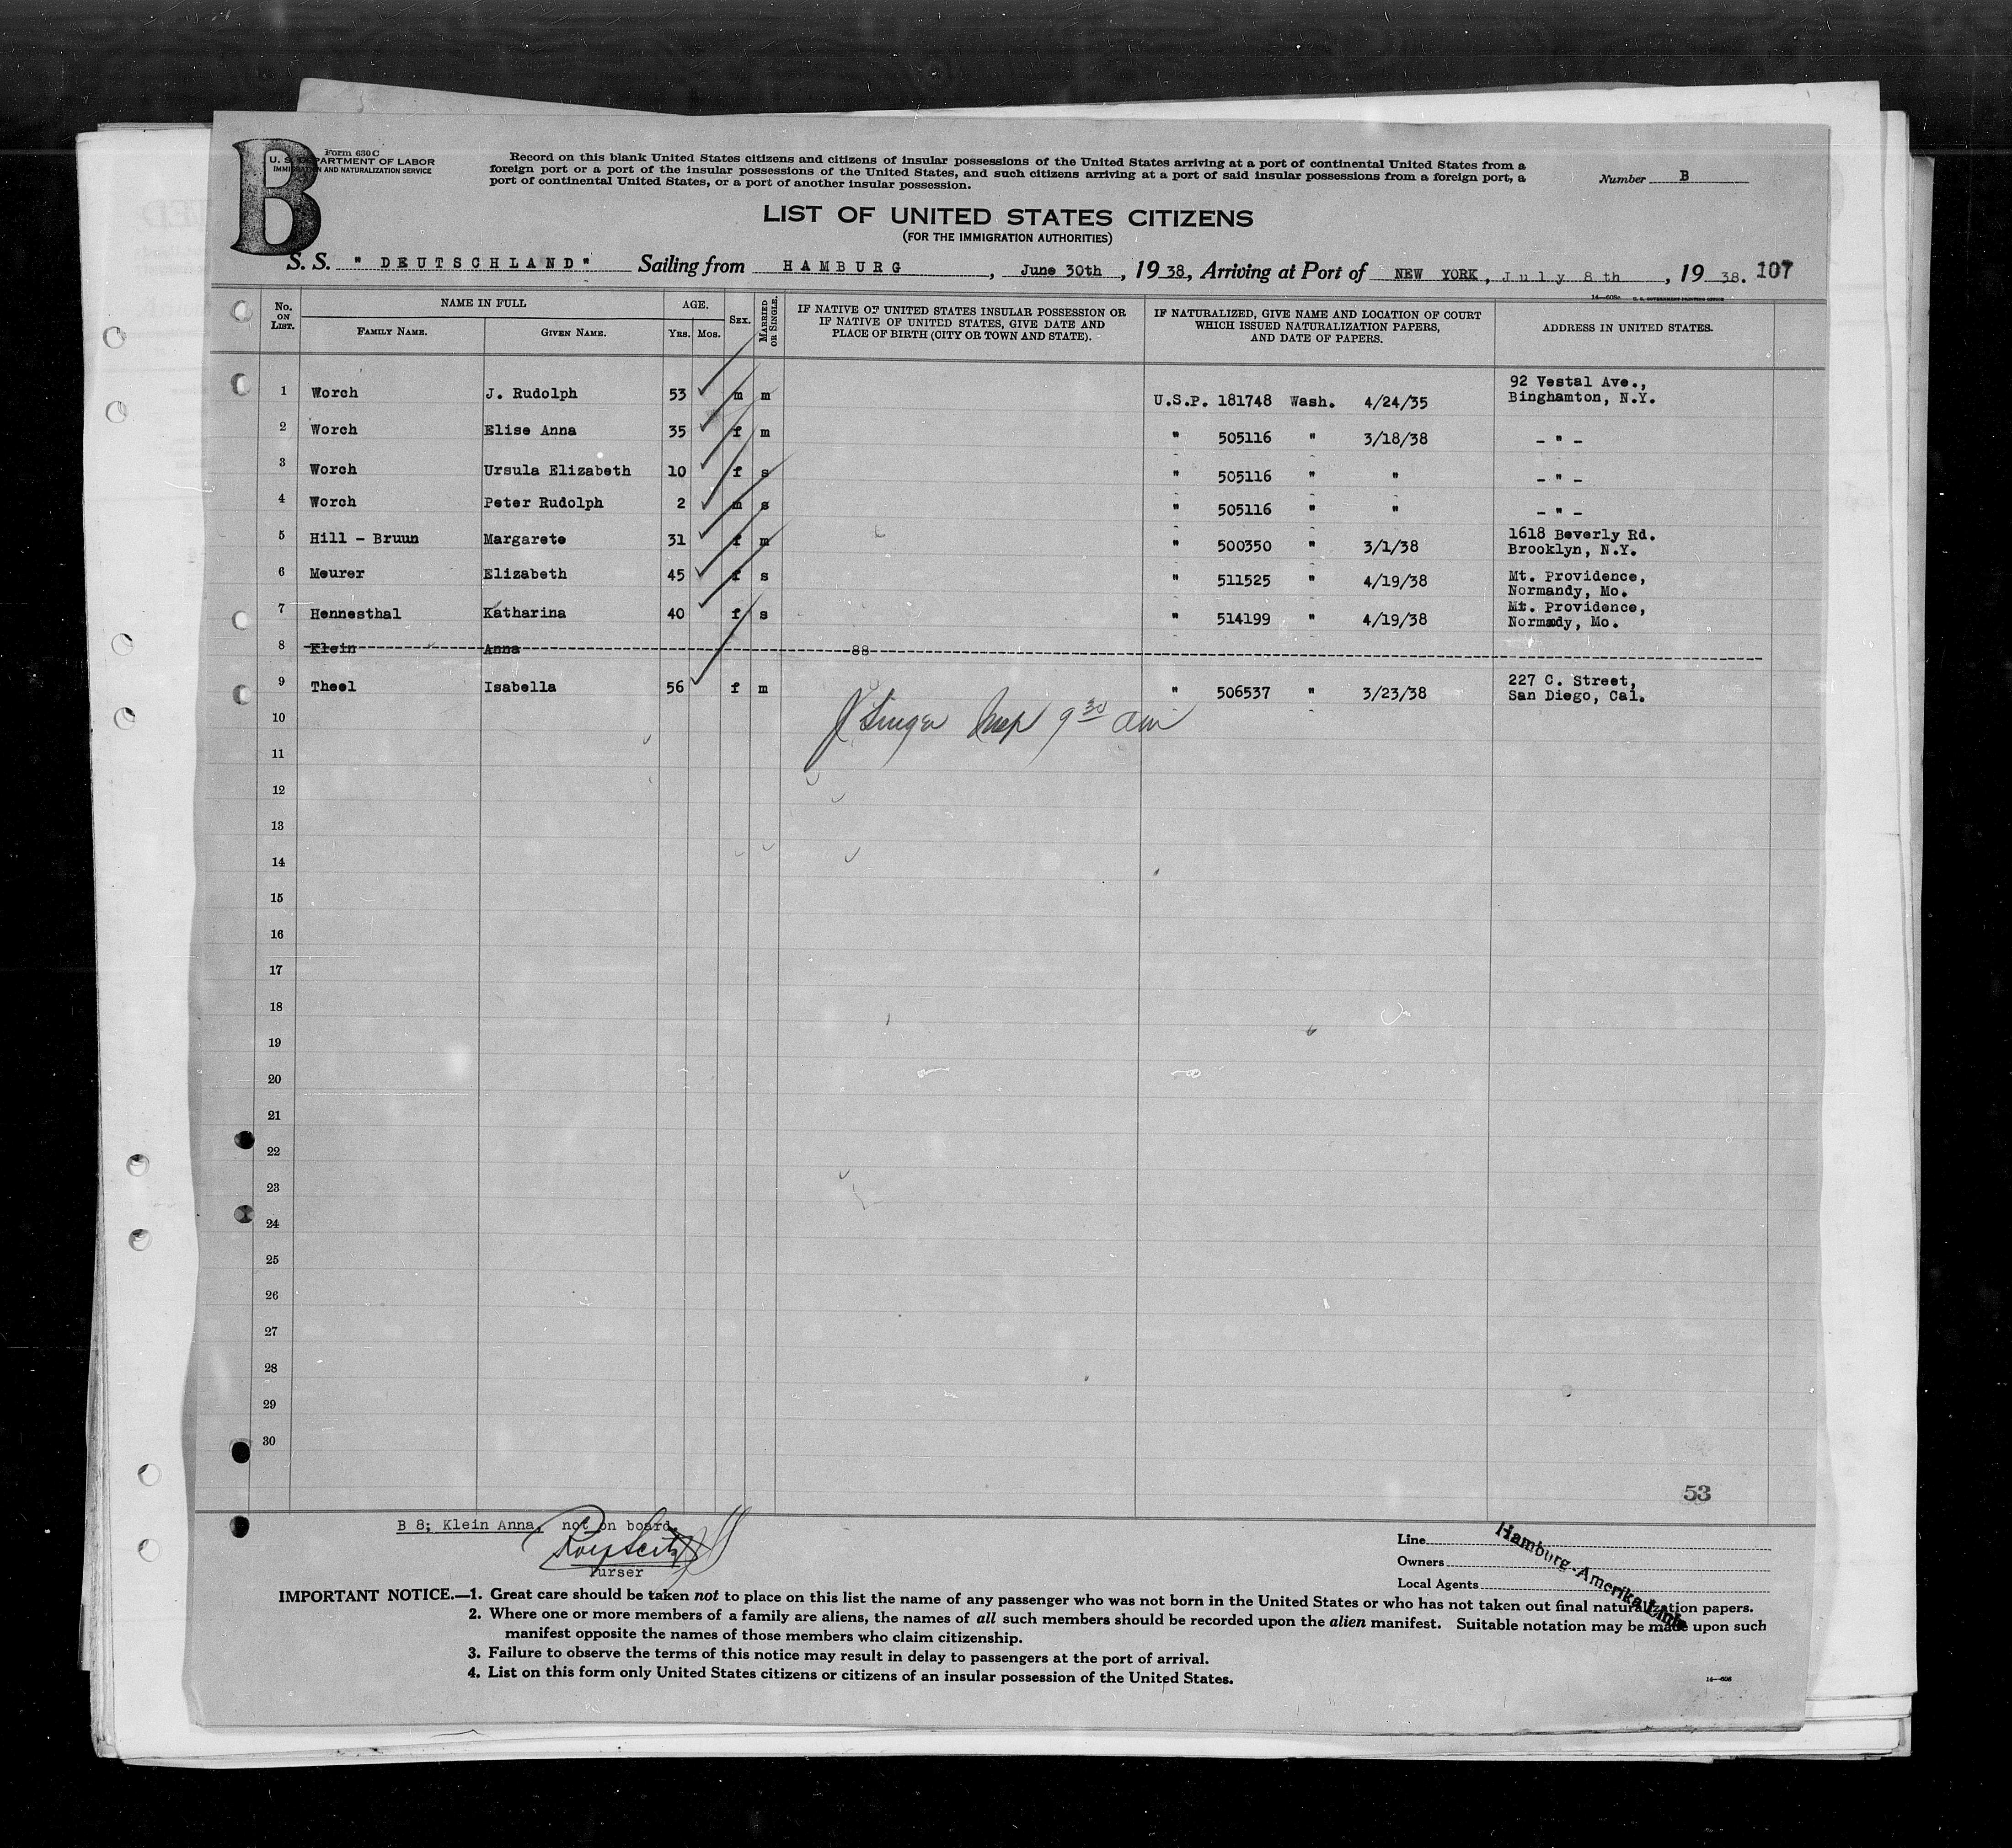 B
Form 630 C
U. S. DEPARTMENT OF LABOR
IMMIGRATION AND NATURALIZATION SERVICE
Record on this blank United States citizens and citizens of insular possessions of the United States arriving at a port of continental United States from a
foreign port or a port of the insular possessions of the United States, and such citizens arriving at a port of said insular possessions from a foreign port, a
port of continental United States, or a port of another insular possession.
Number B
LIST OF UNITED STATES CITIZENS
(FOR THE IMMIGRATION AUTHORITIES)
S. S. " DEUTSCHLAND" Sailing from HAMBURG, June 30th, 1938, Arriving at Port of NEW YORK, July 8th, 1938. 107
14—608c U. S. GOVERNMENT PRINTING OFFICE
No. ON LIST. NAME IN FULL FAMILY NAME. GIVEN NAME. AGE. YRS. MOS. SEX. MARRIED OR SINGLE. IF NATIVE OF UNITED STATES INSULAR POSSESSION OR IF NATIVE OF UNITED STATES, GIVE DATE AND PLACE OF BIRTH (CITY OR TOWN AND STATE). IF NATURALIZED, GIVE NAME AND LOCATION OF COURT WHICH ISSUED NATURALIZATION PAPERS, AND DATE OF PAPERS. ADDRESS IN UNITED STATES.
1 Worch J. Rudolph 53 m m U.S.P. 181748 Wash. 4/24/35 92 Vestal Ave., Binghamton, N.Y.
2 Worch Elise Anna 35 f m " 505116 " 3/18/38 - " -
3 Worch Ursula Elizabeth 10 f s " 505116 " " - " -
4 Worch Peter Rudolph 2 m s " 505116 " " - " -
5 Hill - Bruun Margarete 31 f m " 500350 " 3/1/38 1618 Beverly Rd. Brooklyn, N.Y.
6 Meurer Elizabeth 45 f s " 511525 " 4/19/38 Mt. Providence, Normandy, Mo.
7 Hennesthal Katharina 40 f s " 514199 " 4/19/38 Mt. Providence, Normandy, Mo.
8 Klein Anna 88
9 Theel Isabella 56 f m " 506537 " 3/23/38 227 C. Street, San Diego, Cal.
10
Insp 9 30 am
11
12
13
14
15
16
17
18
19
20
21
22
23
24
25
26
27
28
29
30
53
B 8; Klein Anna, not on board.
Purser
Line
Owners
Local Agents
Hamburg-Amerika Linie
IMPORTANT NOTICE.—1. Great care should be taken not to place on this list the name of any passenger who was not born in the United States or who has not taken out final naturalization papers.
2. Where one or more members of a family are aliens, the names of all such members should be recorded upon the alien manifest. Suitable notation may be made upon such
manifest opposite the names of those members who claim citizenship.
3. Failure to observe the terms of this notice may result in delay to passengers at the port of arrival.
4. List on this form only United States citizens or citizens of an insular possession of the United States.
14—608